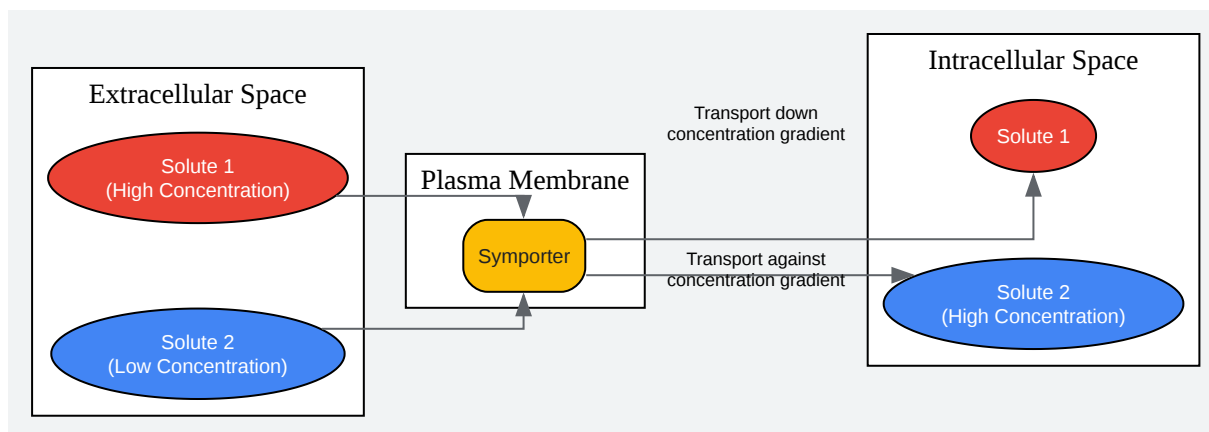 Extracellular Space
Solute 1
(High Concentration)
Solute 2
(Low Concentration)
Plasma Membrane
Symporter
Transport down
concentration gradient
Transport against
concentration gradient
Intracellular Space
Solute 1
Solute 2
(High Concentration)